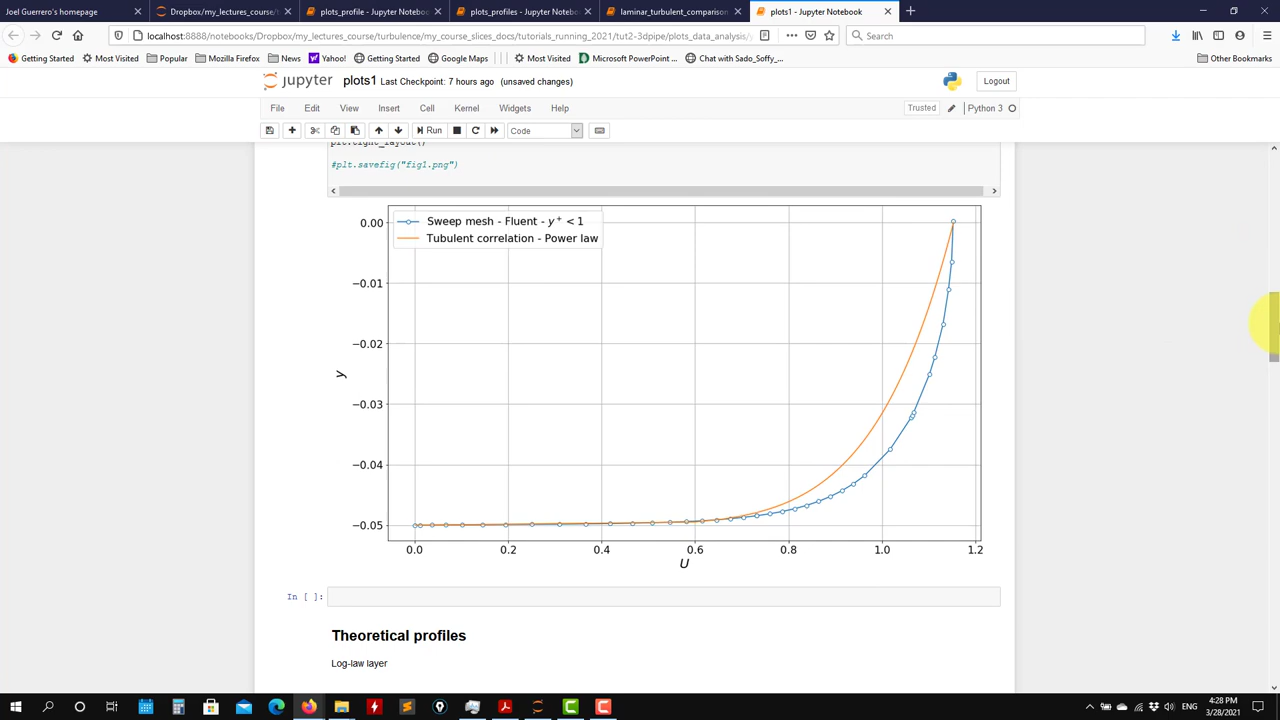 Joel Guerrero's homepage
Dropbox/my_lectures_course/t
plots_profile - Jupyter Notebook
plots_profiles - Jupyter Notebook
laminar_turbulent_comparison
plots1 - Jupyter Notebook
localhost:8888/notebooks/Dropbox/my_lectures_course/turbulence/my_course_slices_docs/tutorials_running_2021/tut2-3dpipe/plots_data_analysis/
Search
Getting Started
Most Visited
Popular
Mozilla Firefox
News
Yahoo!
Getting Started
Google Maps
Most Visited
Microsoft PowerPoint ...
Chat with Sado_Soffy_...
Other Bookmarks
jupyter plots1 Last Checkpoint: 7 hours ago (unsaved changes)
Logout
File Edit View Insert Cell Kernel Widgets Help
Trusted
Python 3
Run
Code
plt.tight_layout()
#plt.savefig("fig1.png")
Sweep mesh - Fluent - y⁺ < 1
Tubulent correlation - Power law
0.00
−0.01
−0.02
−0.03
−0.04
−0.05
y
0.0 0.2 0.4 0.6 0.8 1.0 1.2
U
In [ ]:
Theoretical profiles
Log-law layer
4:28 PM
ENG
3/28/2021